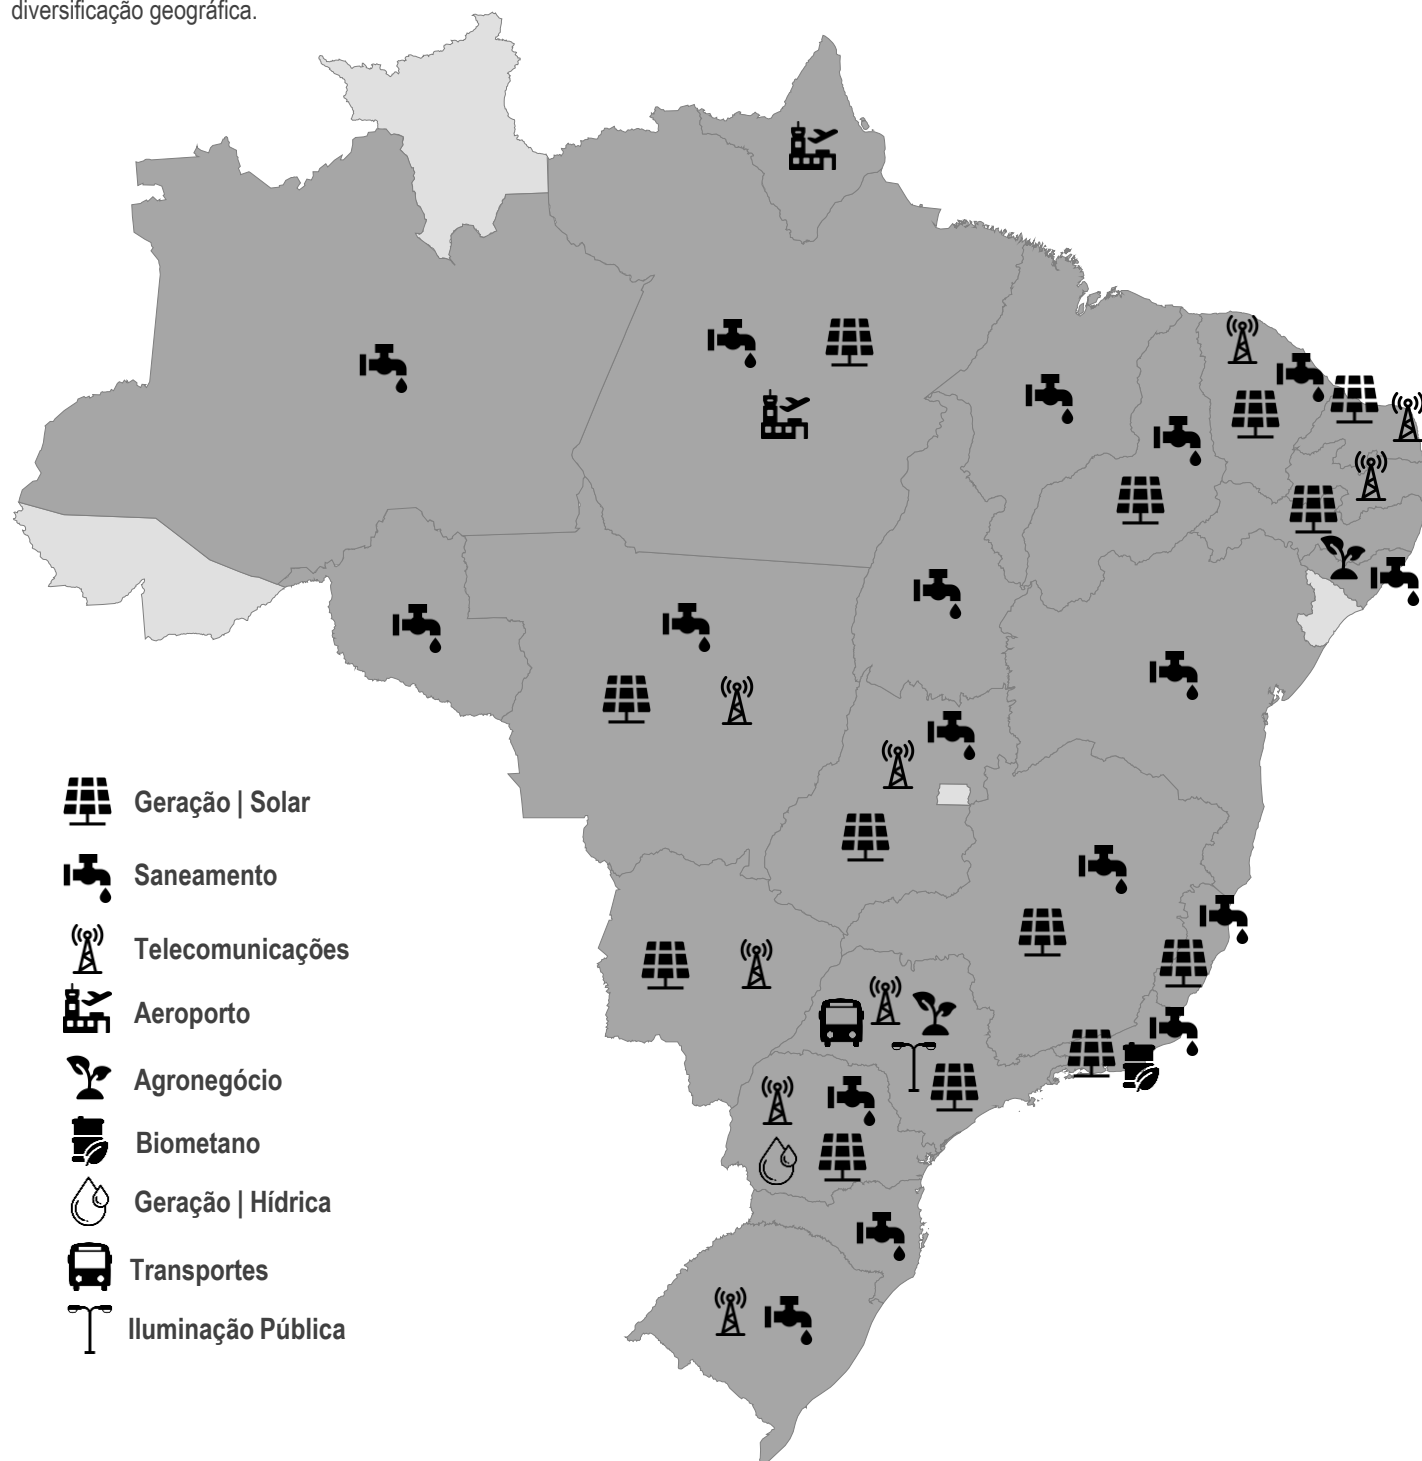 diversificação geográfica.
Geração | Solar
Saneamento
Telecomunicações
Aeroporto
Agronegócio
Biometano
Geração | Hídrica
Transportes
Iluminação Pública